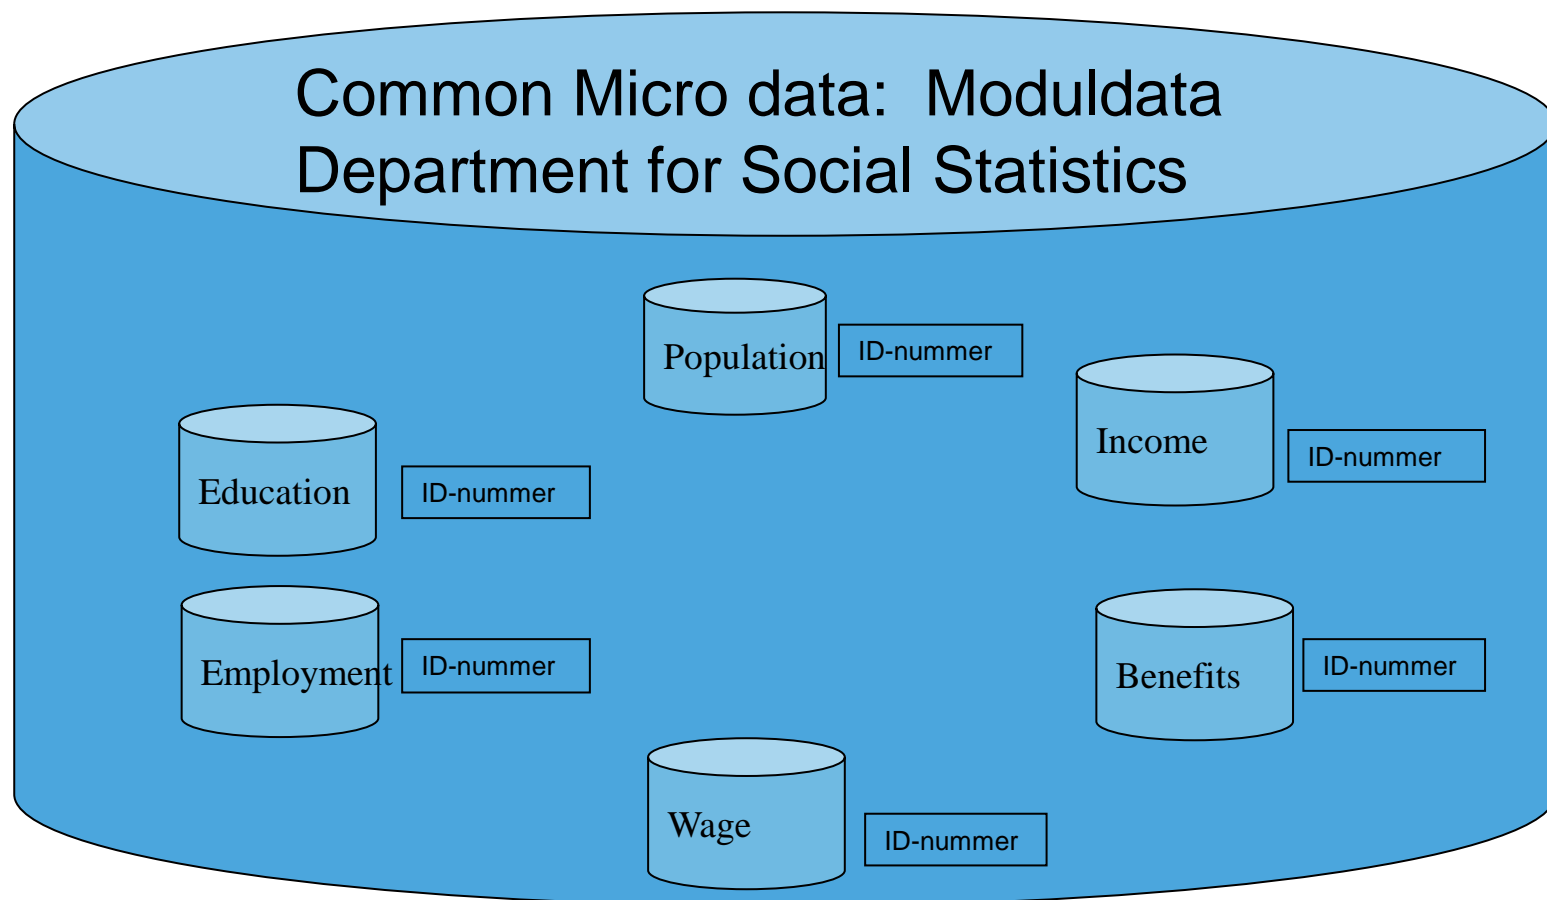 Common Micro data:  Moduldata
Department for Social Statistics
Population
ID-nummer
Income
ID-nummer
Education
ID-nummer
Employment
ID-nummer
Benefits
ID-nummer
Wage
ID-nummer